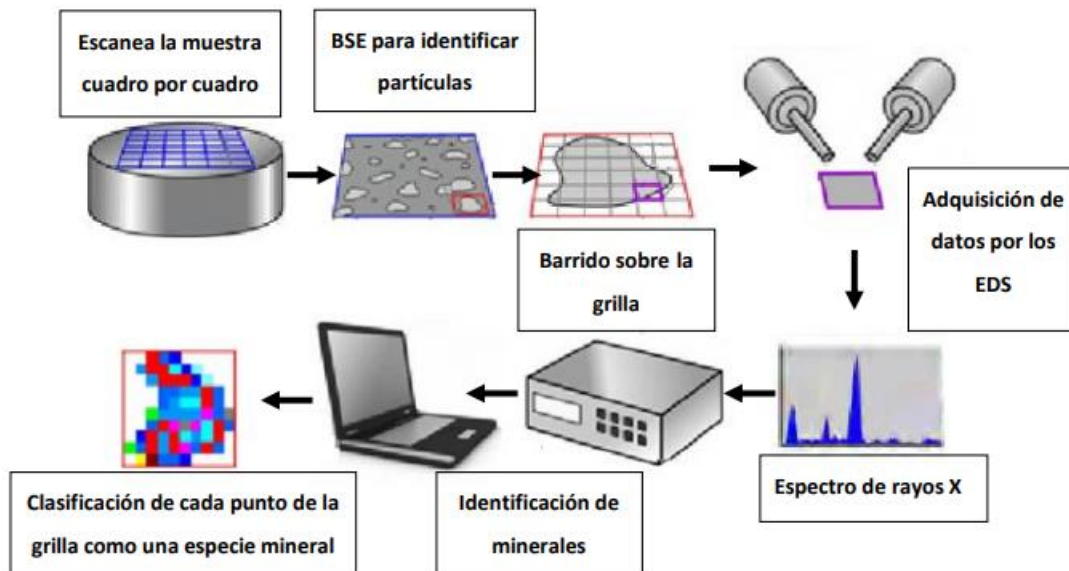 Escanea la muestra
cuadro por cuadro
BSE para identificar
partículas
Barrido sobre la
grilla
Adquisición de
datos por los
EDS
Espectro de rayos X
Identificación de
minerales
Clasificación de cada punto de la
grilla como una especie mineral